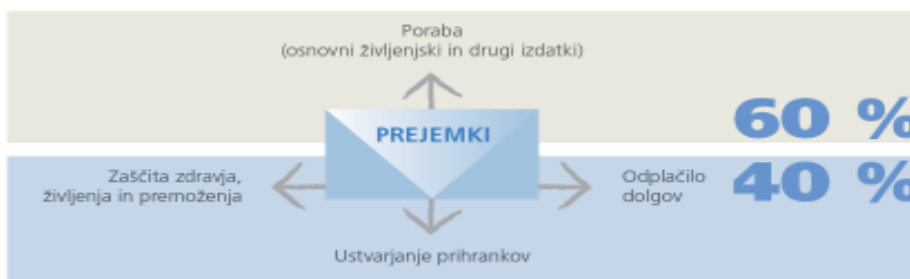 Poraba
(osnovni življenjski in drugi izdatki)
60 %
PREJEMKI
Zaščita zdravja,
življenja in premoženja
Odplačilo
dolgov
40 %
Ustvarjanje prihrankov